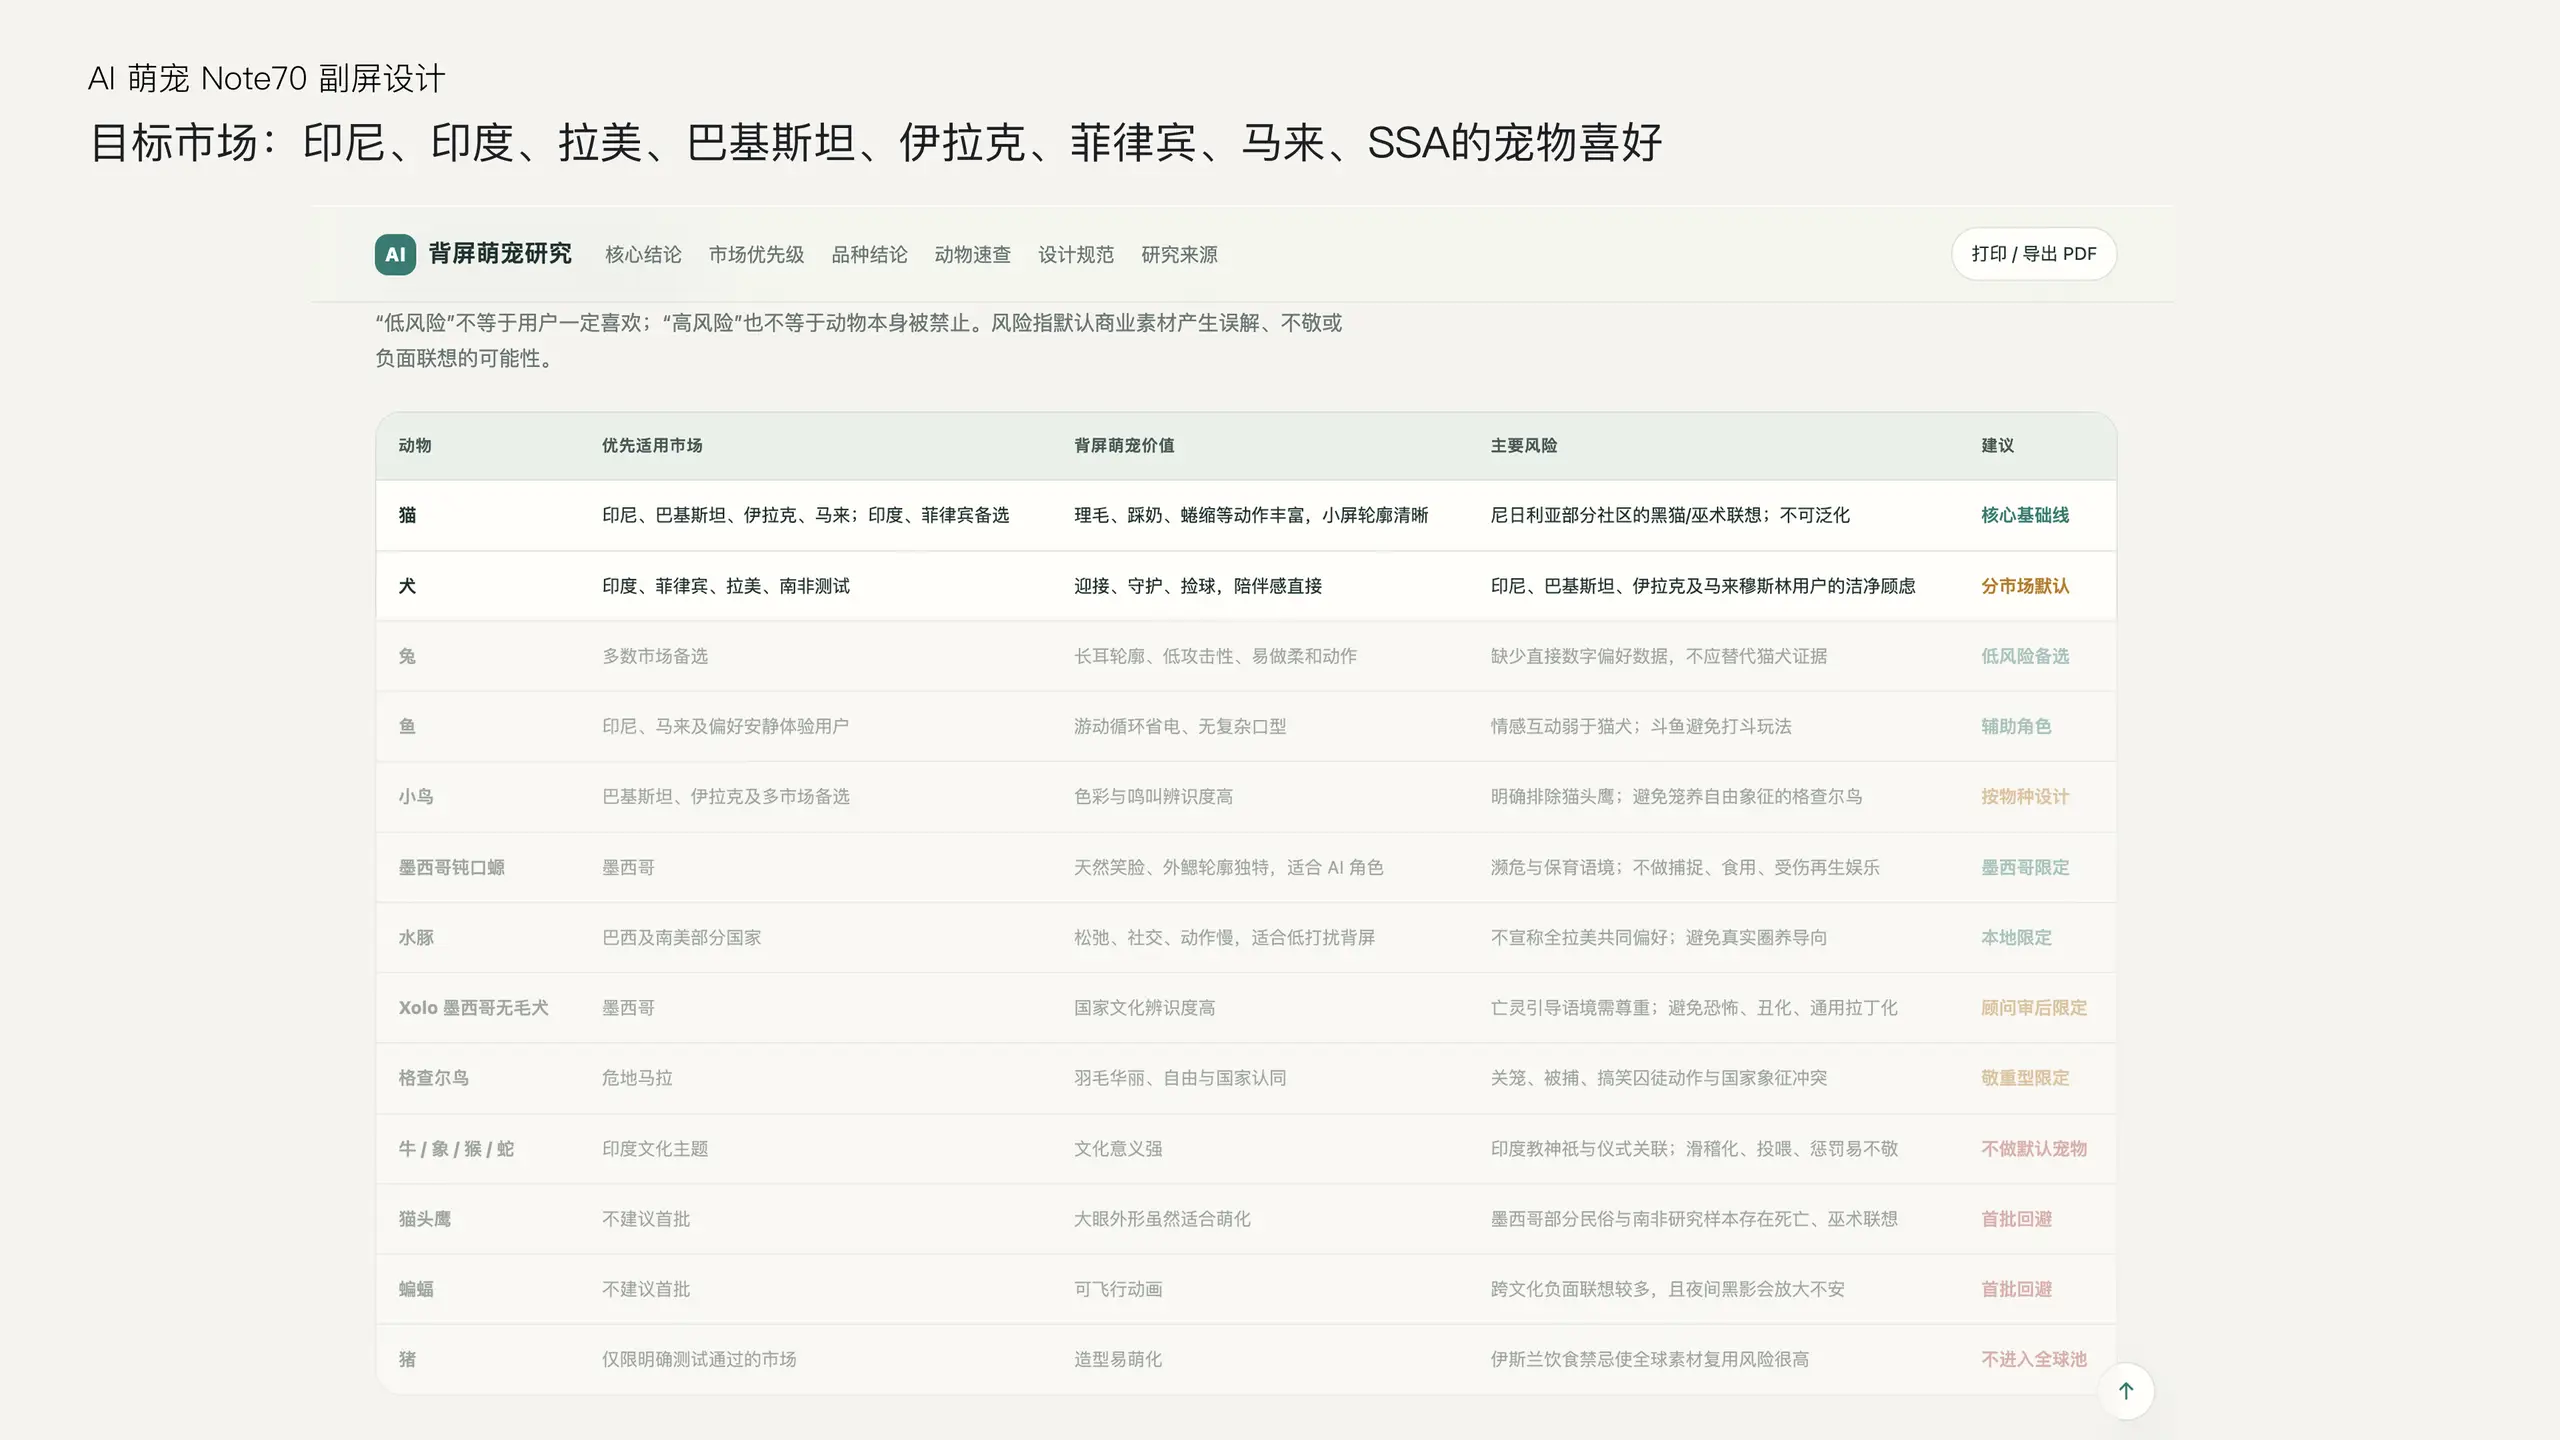 AI 萌宠 Note70 副屏设计
目标市场：印尼、印度、拉美、巴基斯坦、伊拉克、菲律宾、马来、SSA的宠物喜好
AI 背屏萌宠研究 核心结论 市场优先级 品种结论 动物速查 设计规范 研究来源 打印 / 导出 PDF
“低风险”不等于用户一定喜欢；“高风险”也不等于动物本身被禁止。风险指默认商业素材产生误解、不敬或
负面联想的可能性。
动物 优先适用市场 背屏萌宠价值 主要风险 建议
猫 印尼、巴基斯坦、伊拉克、马来；印度、菲律宾备选 理毛、踩奶、蜷缩等动作丰富，小屏轮廓清晰 尼日利亚部分社区的黑猫/巫术联想；不可泛化 核心基础线
犬 印度、菲律宾、拉美、南非测试 迎接、守护、捡球，陪伴感直接 印尼、巴基斯坦、伊拉克及马来穆斯林用户的洁净顾虑 分市场默认
兔 多数市场备选 长耳轮廓、低攻击性、易做柔和动作 缺少直接数字偏好数据，不应替代猫犬证据 低风险备选
鱼 印尼、马来及偏好安静体验用户 游动循环省电、无复杂口型 情感互动弱于猫犬；斗鱼避免打斗玩法 辅助角色
小鸟 巴基斯坦、伊拉克及多市场备选 色彩与鸣叫辨识度高 明确排除猫头鹰；避免笼养自由象征的格查尔鸟 按物种设计
墨西哥钝口螈 墨西哥 天然笑脸、外鳃轮廓独特，适合 AI 角色 濒危与保育语境；不做捕捉、食用、受伤再生娱乐 墨西哥限定
水豚 巴西及南美部分国家 松弛、社交、动作慢，适合低打扰背屏 不宣称全拉美共同偏好；避免真实圈养导向 本地限定
Xolo 墨西哥无毛犬 墨西哥 国家文化辨识度高 亡灵引导语境需尊重；避免恐怖、丑化、通用拉丁化 顾问审后限定
格查尔鸟 危地马拉 羽毛华丽、自由与国家认同 关笼、被捕、搞笑囚徒动作与国家象征冲突 敬重型限定
牛 / 象 / 猴 / 蛇 印度文化主题 文化意义强 印度教神祇与仪式关联；滑稽化、投喂、惩罚易不敬 不做默认宠物
猫头鹰 不建议首批 大眼外形虽然适合萌化 墨西哥部分民俗与南非研究样本存在死亡、巫术联想 首批回避
蝙蝠 不建议首批 可飞行动画 跨文化负面联想较多，且夜间黑影会放大不安 首批回避
猪 仅限明确测试通过的市场 造型易萌化 伊斯兰饮食禁忌使全球素材复用风险很高 不进入全球池